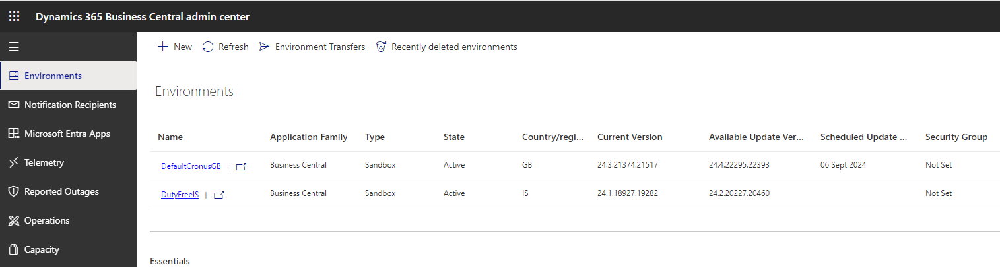 Dynamics 365 Business Central admin center
New Refresh Environment Transfers Recently deleted environments
Environments
Notification Recipients
Microsoft Entra Apps
Telemetry
Reported Outages
Operations
Capacity
Environments
Name Application Family Type State Country/regi... Current Version Available Update Ver... Scheduled Update ... Security Group
DefaultCronusGB | Business Central Sandbox Active GB 24.3.21374.21517 24.4.22295.22393 06 Sept 2024 Not Set
DutyFreeIS | Business Central Sandbox Active IS 24.1.18927.19282 24.2.20227.20460 Not Set
Essentials